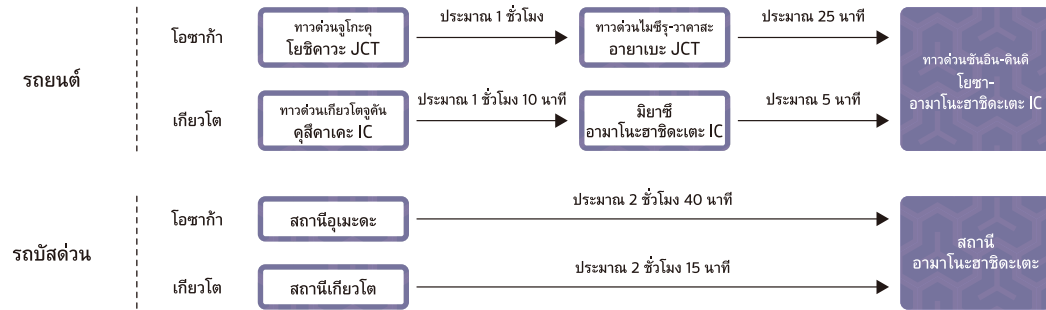 รถยนต์
โอซาก้า
ทาวด่วนจูโกะคุ
โยชิคาวะ JCT
ประมาณ 1 ชั่วโมง
ทาวด่วนไมซีรุ-วาคาสะ
อายาเบะ JCT
ประมาณ 25 นาที
เกียวโต
ทาวด่วนเกียวโตจูคัน
คุสึคาเคะ IC
ประมาณ 1 ชั่วโมง 10 นาที
มิยาซึ
อามาโนะฮาชิดะเตะ IC
ประมาณ 5 นาที
ทาวด่วนซันอิน-คินคิ
โยซา-
อามาโนะฮาชิดะเตะ IC
รถบัสด่วน
โอซาก้า
สถานีอุเมะดะ
ประมาณ 2 ชั่วโมง 40 นาที
เกียวโต
สถานีเกียวโต
ประมาณ 2 ชั่วโมง 15 นาที
สถานี
อามาโนะฮาชิดะเตะ